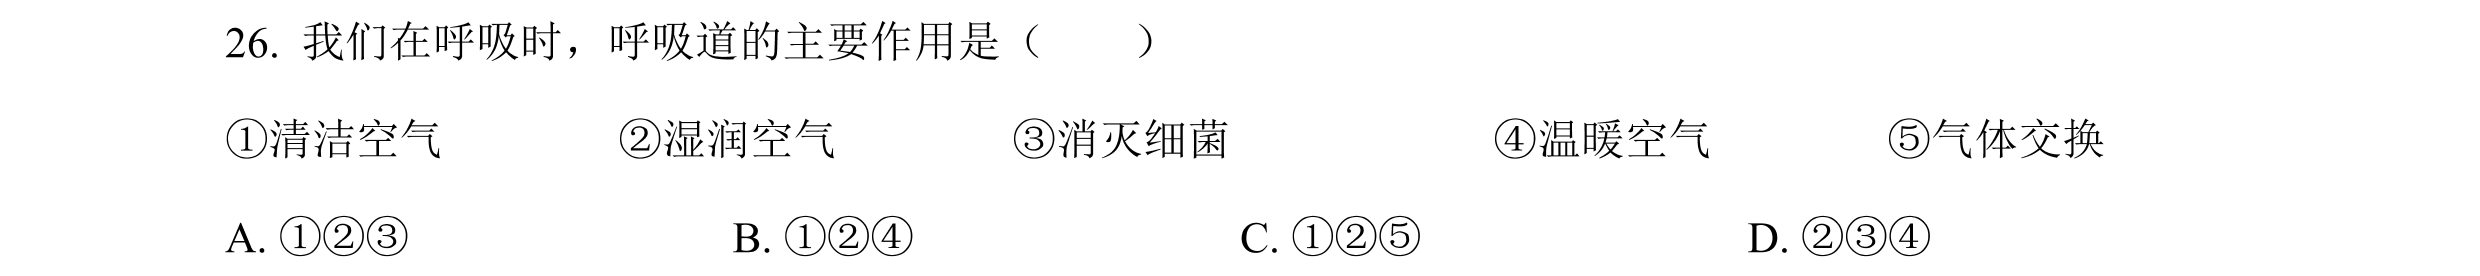 26. 我们在呼吸时，呼吸道的主要作用是（　　）
①清洁空气 ②湿润空气 ③消灭细菌 ④温暖空气 ⑤气体交换
A. ①②③ B. ①②④ C. ①②⑤ D. ②③④